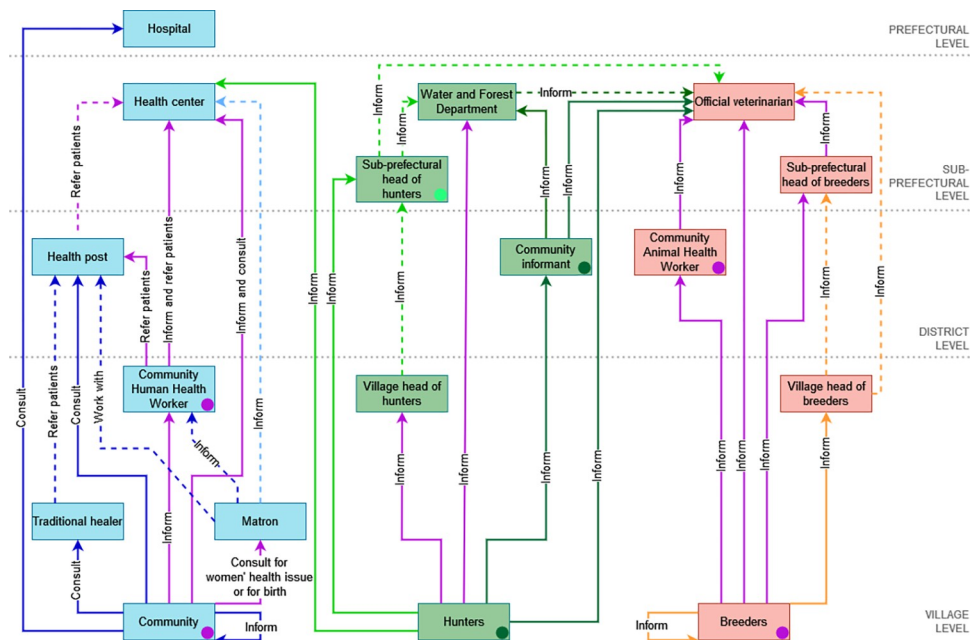 Hospital
PREFECTURAL
LEVEL
Health center
Water and Forest
Department
Inform
Official veterinarian
Inform
Inform
Inform
Refer patients
Sub-prefectural
head of
hunters
Inform
Inform
Sub-prefectural
head of breeders
SUB-
PREFECTURAL
LEVEL
Health post
Community
informant
Community
Animal Health
Worker
Refer patients
Inform and refer patients
Inform and consult
Inform
Inform
Inform
Inform
Inform
DISTRICT
LEVEL
Community
Human Health
Worker
Village head of
hunters
Village head of
breeders
Consult
Refer patients
Consult
Work with
Inform
Inform
Inform
Inform
Inform
Inform
Inform
Inform
Inform
Inform
Inform
Inform
Traditional healer
Matron
Consult
Consult for
women' health issue
or for birth
Community
Inform
Hunters
Inform
Breeders
VILLAGE
LEVEL